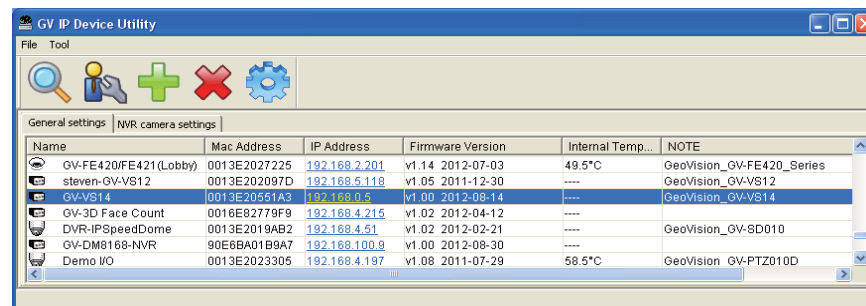 GV IP Device Utility
File Tool
General settings NVR camera settings
Name Mac Address IP Address Firmware Version Internal Temp... NOTE
GV-FE420/FE421(Lobby) 0013E2027225 192.168.2.201 v1.14 2012-07-03 49.5°C GeoVision_GV-FE420_Series
steven-GV-VS12 0013E202097D 192.168.5.118 v1.05 2011-12-30 ---- GeoVision_GV-VS12
GV-VS14 0013E20551A3 192.168.0.5 v1.00 2012-08-14 ---- GeoVision_GV-VS14
GV-3D Face Count 0016E82779F9 192.168.4.215 v1.02 2012-04-12 ----
DVR-IPSpeedDome 0013E2019AB2 192.168.4.51 v1.02 2012-02-21 ---- GeoVision_GV-SD010
GV-DM8168-NVR 90E6BA01B9A7 192.168.100.9 v1.00 2012-08-30 ----
Demo I/O 0013E2023305 192.168.4.197 v1.08 2011-07-29 58.5°C GeoVision_GV-PTZ010D